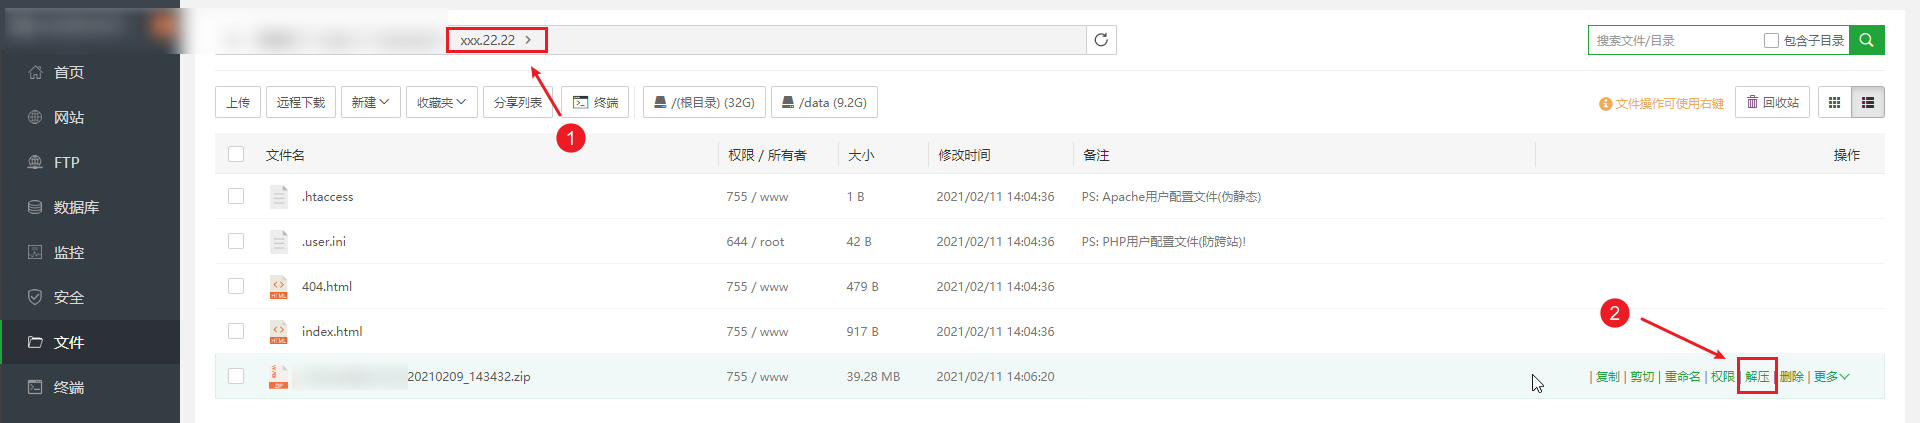 xxx.22.22 >
搜索文件/目录 包含子目录
首页
网站
FTP
数据库
监控
安全
文件
终端
上传 远程下载 新建 收藏夹 分享列表 终端 /(根目录) (32G) /data (9.2G)
文件操作可使用右键 回收站
1
文件名 权限 / 所有者 大小 修改时间 备注 操作
.htaccess 755 / www 1 B 2021/02/11 14:04:36 PS: Apache用户配置文件(伪静态)
.user.ini 644 / root 42 B 2021/02/11 14:04:36 PS: PHP用户配置文件(防跨站)!
404.html 755 / www 479 B 2021/02/11 14:04:36
index.html 755 / www 917 B 2021/02/11 14:04:36
2
20210209_143432.zip 755 / www 39.28 MB 2021/02/11 14:06:20 | 复制 | 剪切 | 重命名 | 权限 | 解压 | 删除 | 更多